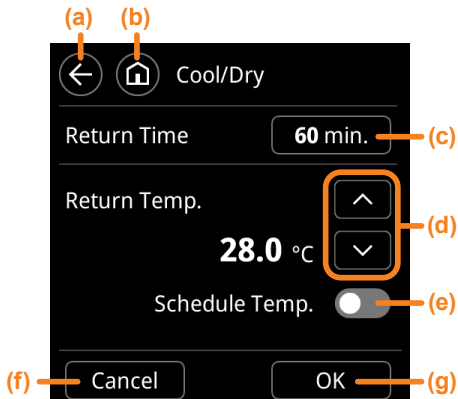 (a) (b)
Cool/Dry
Return Time 60 min. (c)
Return Temp.
(d)
28.0 °C
Schedule Temp. (e)
(f) Cancel OK (g)